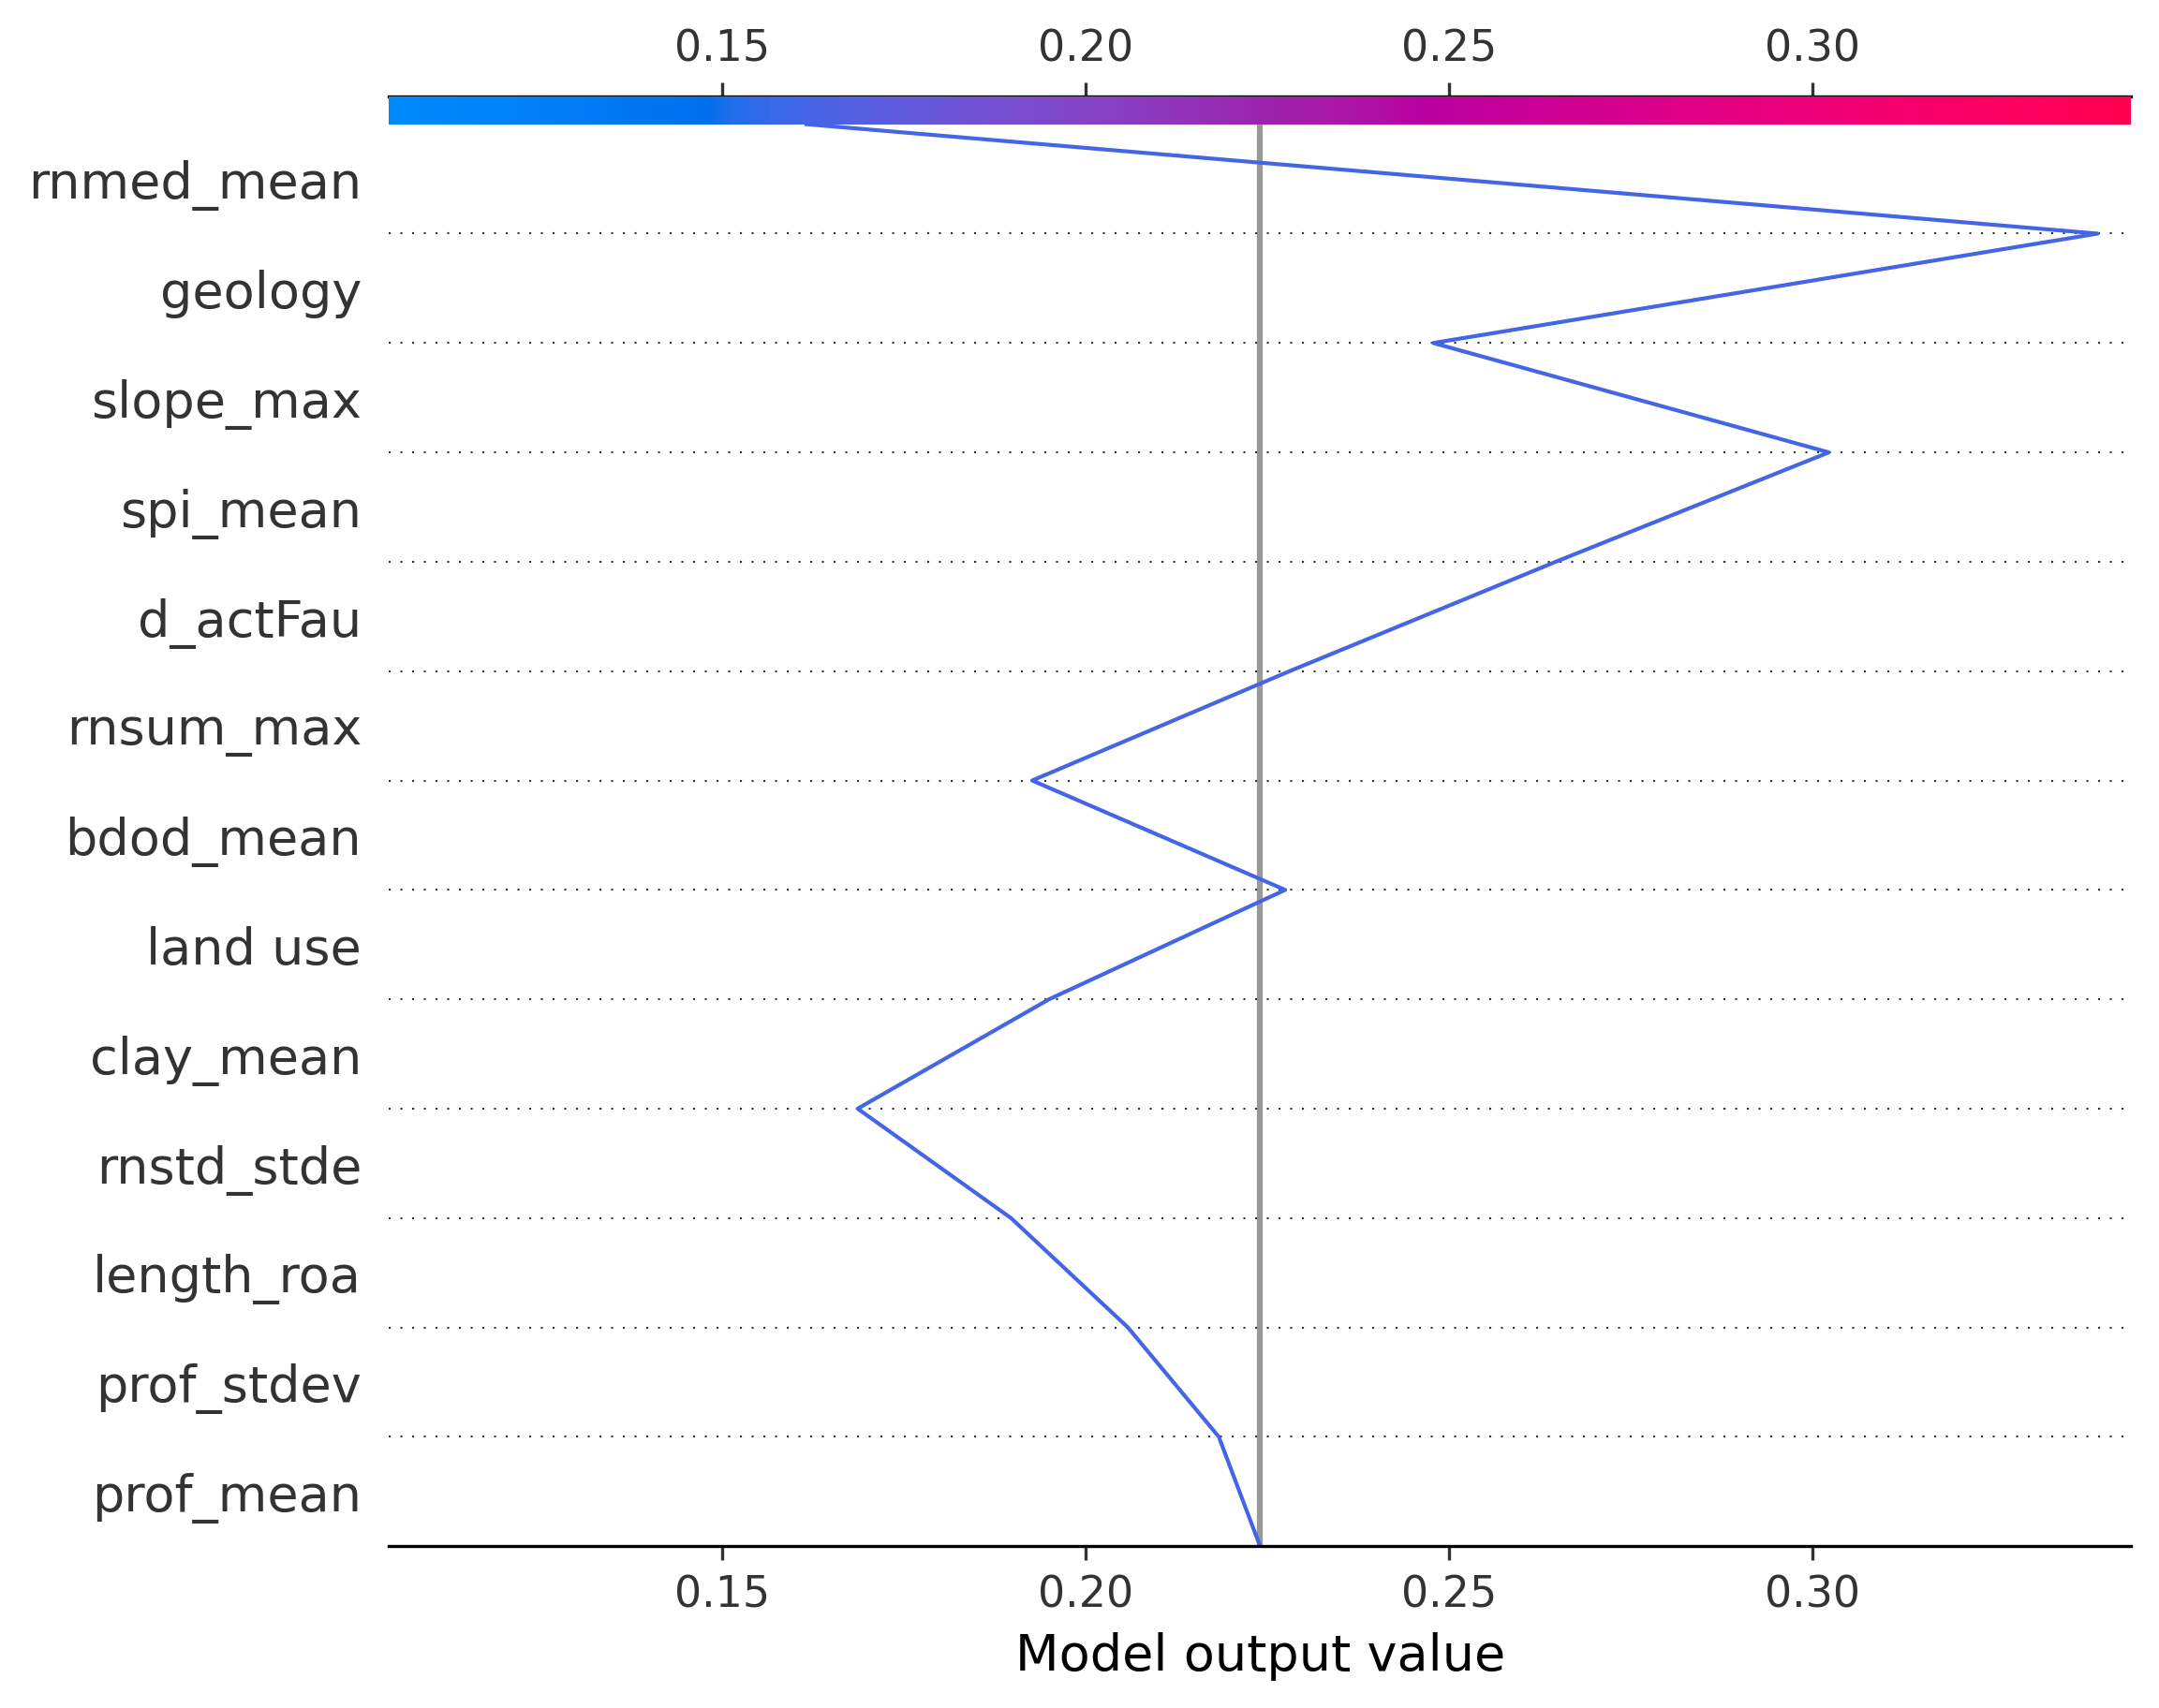 0.15 0.20 0.25 0.30
rnmed_mean
geology
slope_max
spi_mean
d_actFau
rnsum_max
bdod_mean
land use
clay_mean
rnstd_stde
length_roa
prof_stdev
prof_mean
0.15 0.20 0.25 0.30
Model output value